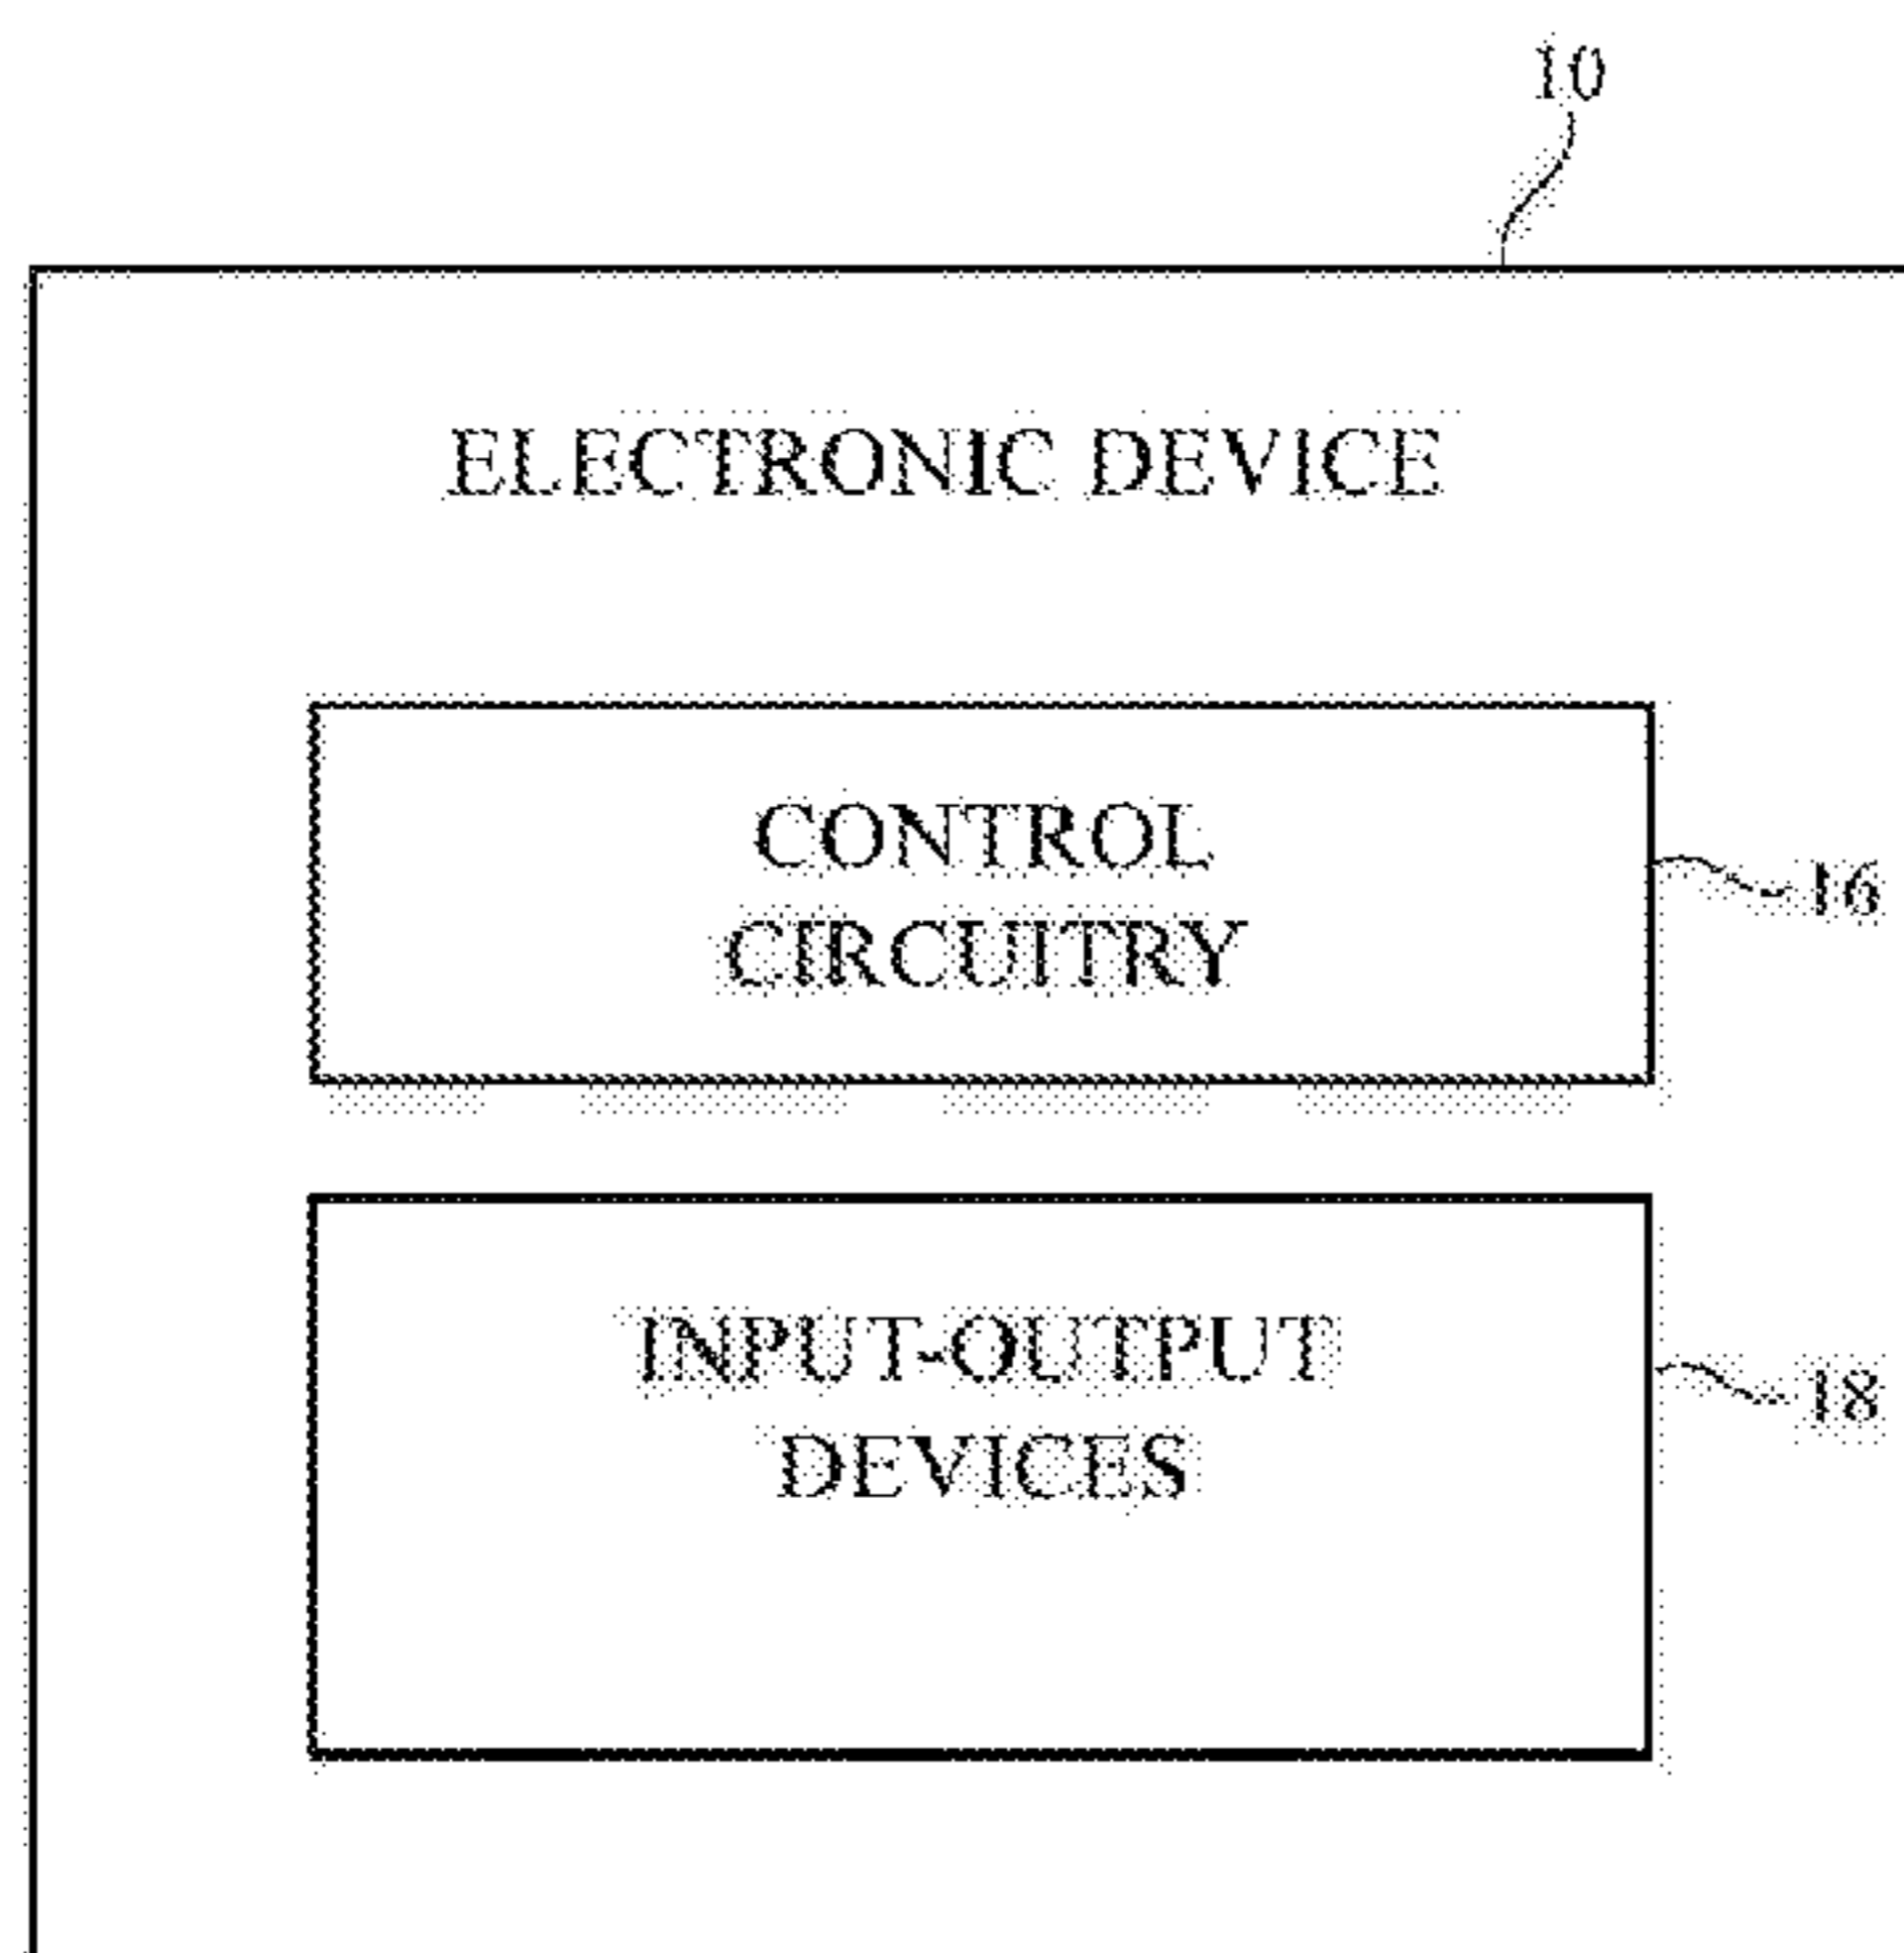 10
ELECTRONIC DEVICE
CONTROL
CIRCUITRY
16
INPUT-OUTPUT
DEVICES
18